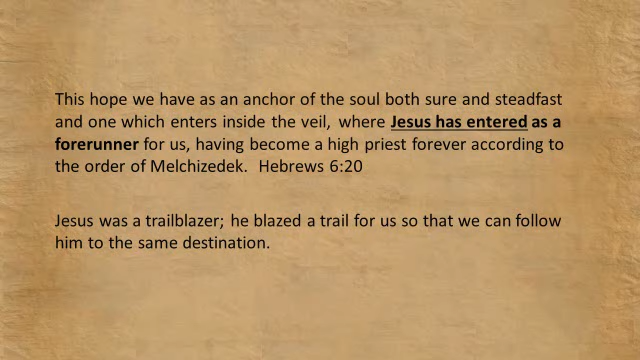 This hope we have as an anchor of the soul both sure and steadfast
and one which enters inside the veil, where Jesus has entered as a
forerunner for us, having become a high priest forever according to
the order of Melchizedek. Hebrews 6:20
Jesus was a trailblazer; he blazed a trail for us so that we can follow
him to the same destination.